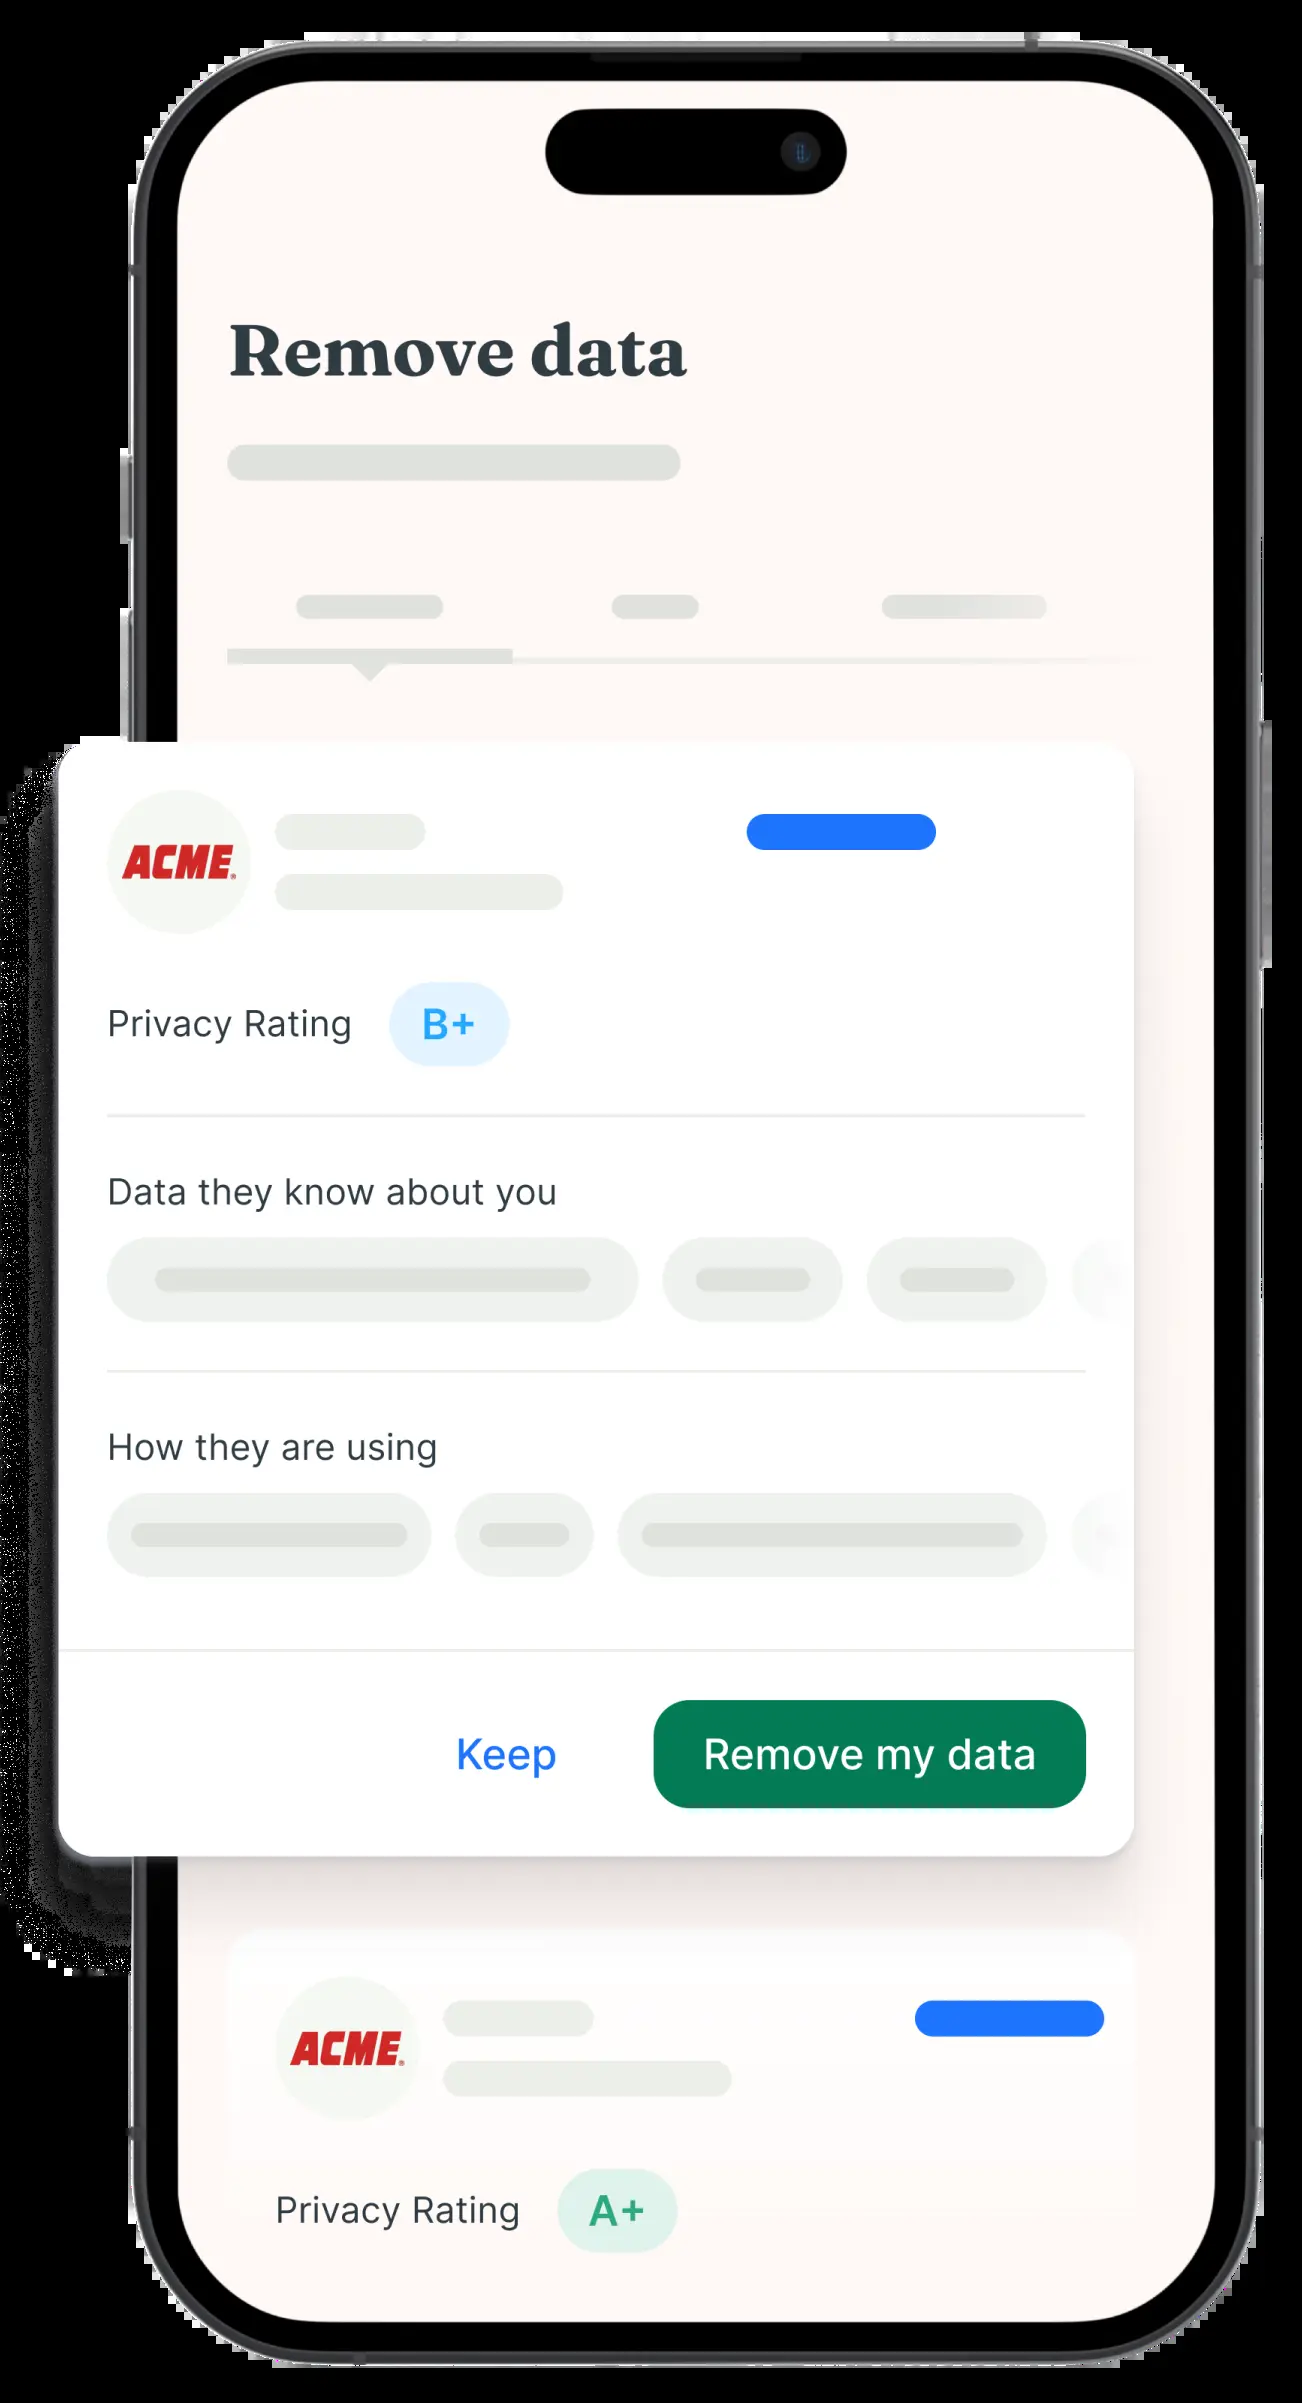 Remove data
ACME
Privacy Rating B+
Data they know about you
How they are using
Keep Remove my data
ACME
Privacy Rating A+